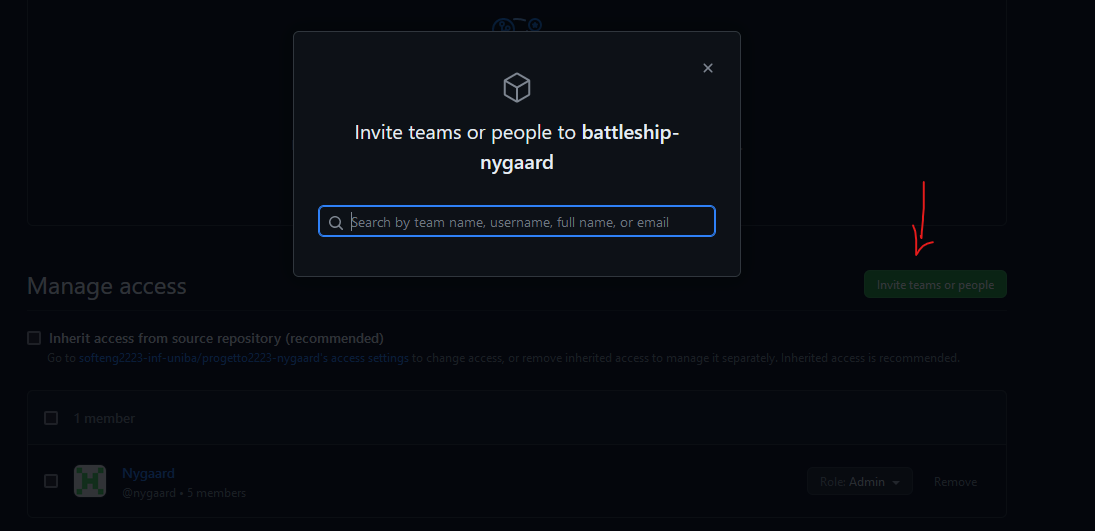 Invite teams or people to battleship-
nygaard
Search by team name, username, full name, or email
Manage access
Invite teams or people
Inherit access from source repository (recommended)
Go to softeng2223-inf-uniba/progetto2223-nygaard's access settings to change access, or remove inherited access to manage it separately. Inherited access is recommended.
1 member
Nygaard
@nygaard • 5 members
Role: Admin
Remove